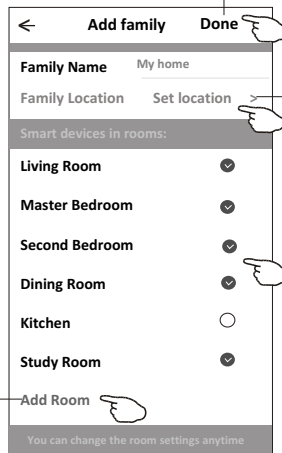 Add family Done
Family Name My home
Family Location Set location >
Smart devices in rooms:
Living Room
Master Bedroom
Second Bedroom
Dining Room
Kitchen
Study Room
Add Room
You can change the room settings anytime